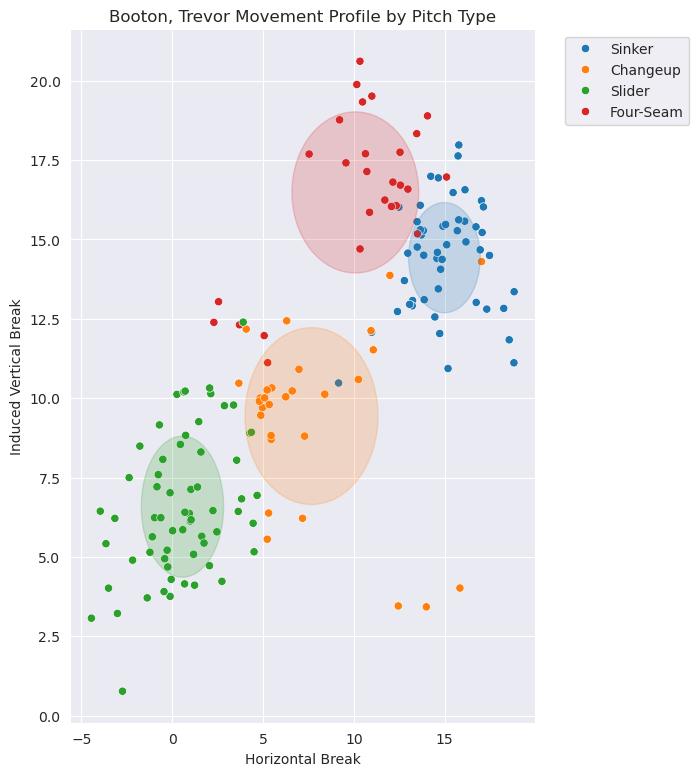 Booton, Trevor Movement Profile by Pitch Type
Sinker
Changeup
Slider
Four-Seam
20.0
17.5
15.0
12.5
10.0
7.5
5.0
2.5
0.0
Induced Vertical Break
−5
0
5
10
15
Horizontal Break